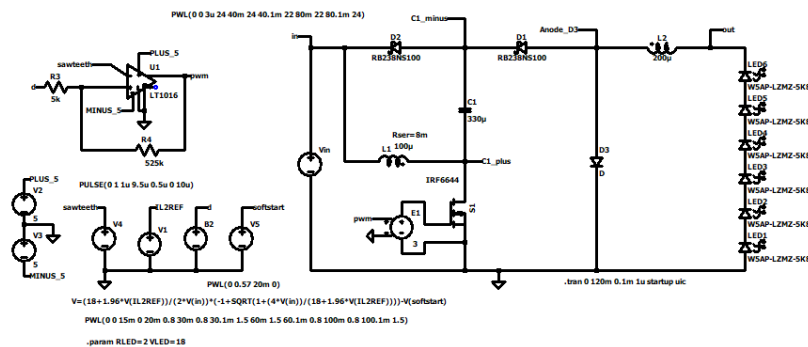 PWL(0 0 3u 24 40m 24 40.1m 22 80m 22 80.1m 24)
C1_minus
in
D2
RB238NS100
D1
RB238NS100
Anode_D3
L2
200µ
out
PLUS_5
sawteeth
U1
pwm
LT1016
R3
d
5k
MINUS_5
R4
525k
C1
330µ
Rser=8m
L1
100µ
C1_plus
Vin
IRF6644
S1
pwm
E1
3
D3
D
LED6
W5AP-LZMZ-5KE
LED5
W5AP-LZMZ-5KE
LED4
W5AP-LZMZ-5KE
LED3
W5AP-LZMZ-5KE
LED2
W5AP-LZMZ-5KE
LED1
W5AP-LZMZ-5KE
PLUS_5
V2
5
V3
5
MINUS_5
PULSE(0 1 1u 9.5u 0.5u 0 10u)
sawteeth
IL2REF
d
softstart
V4
V1
B2
V5
PWL(0 0.57 20m 0)
.tran 0 120m 0.1m 1u startup uic
V=(18+1.96*V(IL2REF))/(2*V(in))*(-1+SQRT(1+(4*V(in))/(18+1.96*V(IL2REF))))-V(softstart)
PWL(0 0 15m 0 20m 0.8 30m 0.8 30.1m 1.5 60m 1.5 60.1m 0.8 100m 0.8 100.1m 1.5)
.param RLED=2 VLED=18